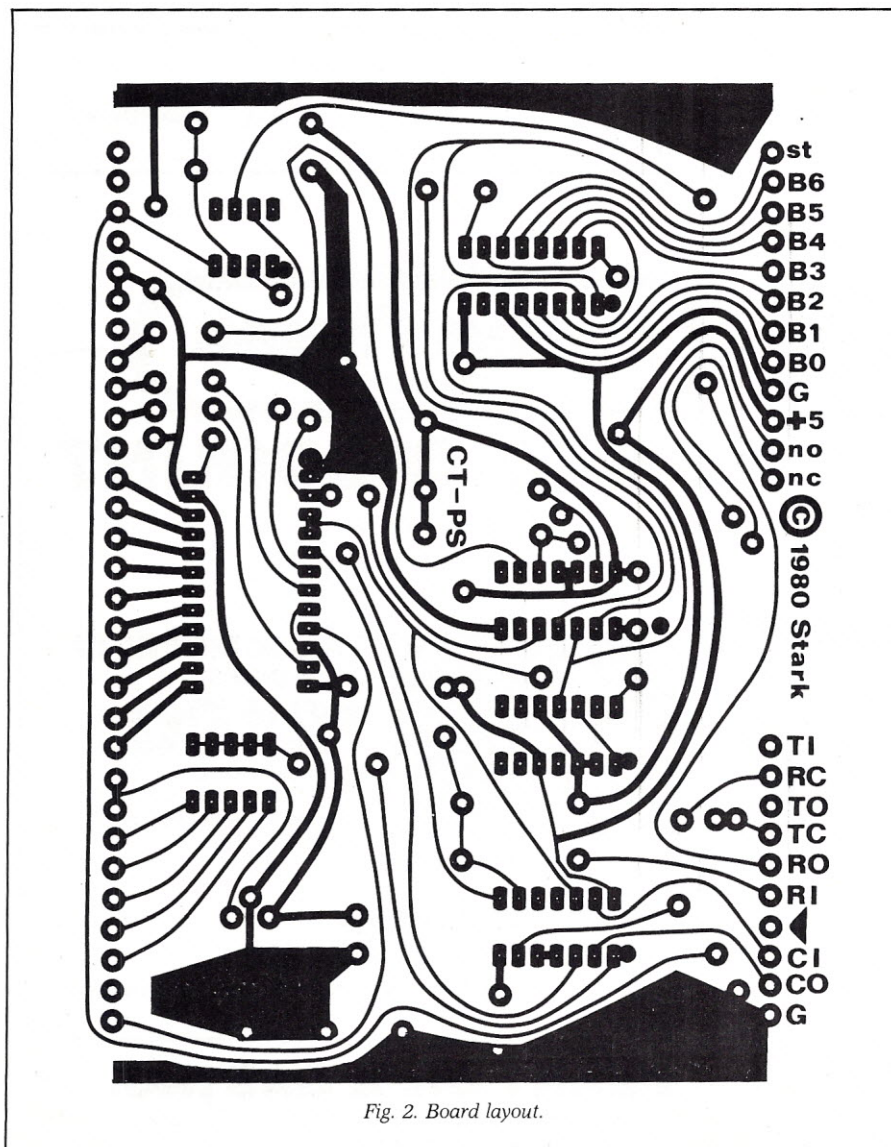 st
B6
B5
B4
B3
B2
B1
B0
G
+5
no
nc
CT-PS
© 1980 Stark
TI
RC
TO
TC
RO
RI
CI
CO
G
Fig. 2. Board layout.